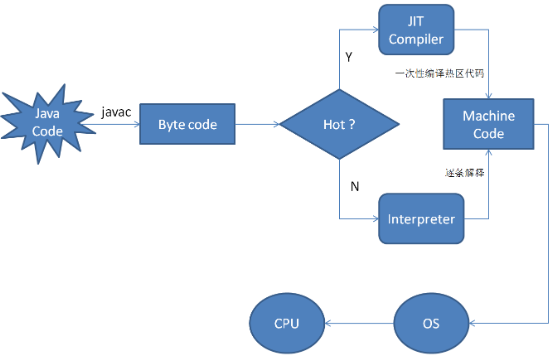 Java
Code
javac
Byte code
Hot ?
Y
JIT
Compiler
一次性编译热区代码
N
Interpreter
逐条解释
Machine
Code
OS
CPU